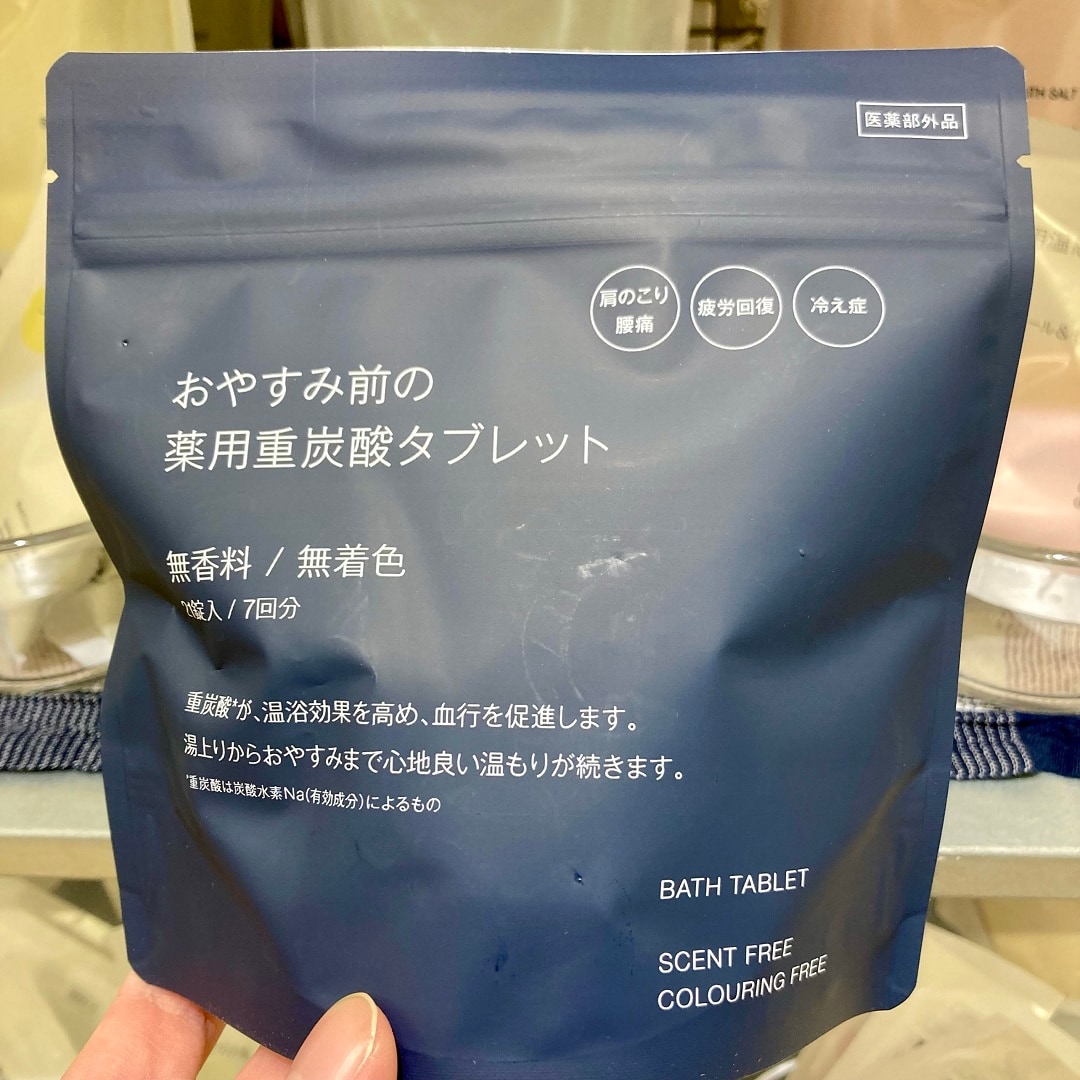 医薬部外品
肩のこり
腰痛
疲労回復
冷え症
おやすみ前の
薬用重炭酸タブレット
無香料 / 無着色
21錠入 / 7回分
重炭酸*が、温浴効果を高め、血行を促進します。
湯上りからおやすみまで心地良い温もりが続きます。
*重炭酸は炭酸水素Na(有効成分)によるもの
BATH TABLET
SCENT FREE
COLOURING FREE